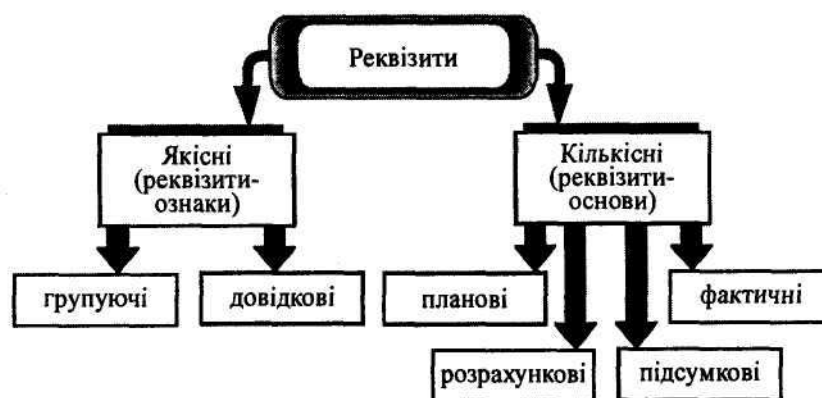 Реквізити
Якісні
(реквізити-
ознаки)
Кількісні
(реквізити-
основи)
групуючі
довідкові
планові
фактичні
розрахункові
підсумкові